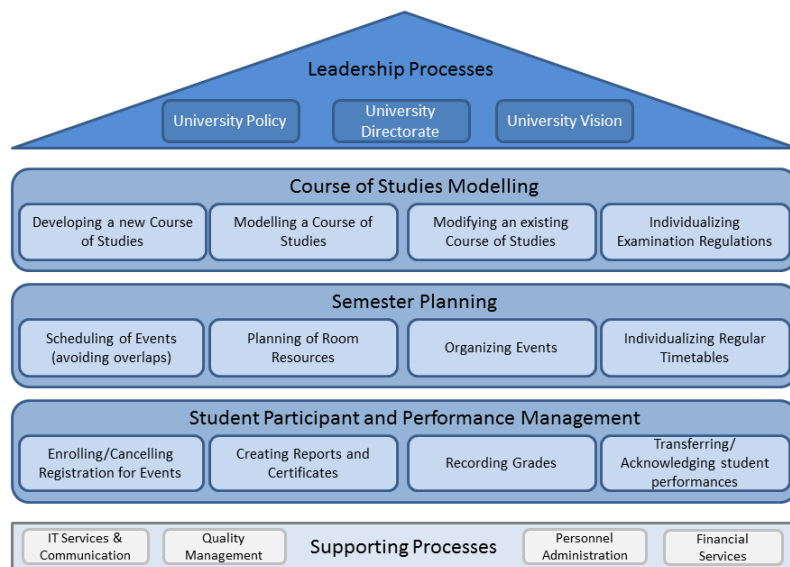 Leadership Processes
University Policy
University
Directorate
University Vision
Course of Studies Modelling
Developing a new Course
of Studies
Modelling a Course of
Studies
Modifying an existing
Course of Studies
Individualizing
Examination Regulations
Semester Planning
Scheduling of Events
(avoiding overlaps)
Planning of Room
Resources
Organizing Events
Individualizing Regular
Timetables
Student Participant and Performance Management
Enrolling/Cancelling
Registration for Events
Creating Reports and
Certificates
Recording Grades
Transferring/
Acknowledging student
performances
IT Services &
Communication
Quality
Management
Supporting Processes
Personnel
Administration
Financial
Services